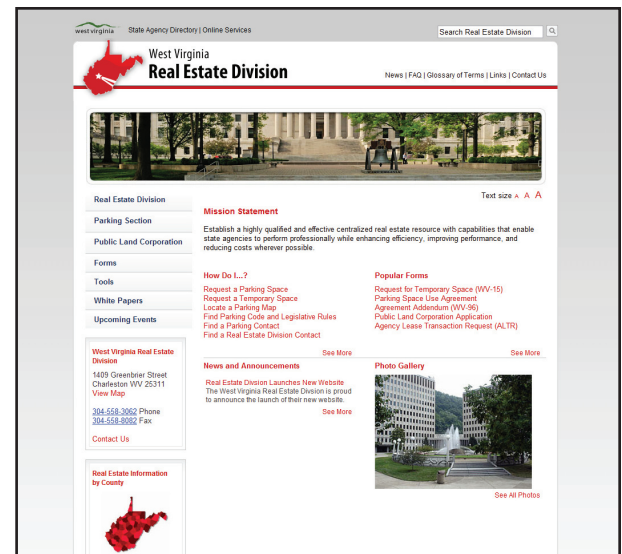 west virginia
State Agency Directory | Online Services
Search Real Estate Division
West Virginia
Real Estate Division
News | FAQ | Glossary of Terms | Links | Contact Us
Text size A A A
Real Estate Division
Parking Section
Public Land Corporation
Forms
Tools
White Papers
Upcoming Events
Mission Statement
Establish a highly qualified and effective centralized real estate resource with capabilities that enable
state agencies to perform professionally while enhancing efficiency, improving performance, and
reducing costs wherever possible.
How Do I...?
Request a Parking Space
Request a Temporary Space
Locate a Parking Map
Find Parking Code and Legislative Rules
Find a Parking Contact
Find a Real Estate Division Contact
See More
Popular Forms
Request for Temporary Space (WV-15)
Parking Space Use Agreement
Agreement Addendum (WV-96)
Public Land Corporation Application
Agency Lease Transaction Request (ALTR)
See More
West Virginia Real Estate
Division
1409 Greenbrier Street
Charleston WV 25311
View Map
304-558-3062 Phone
304-558-8082 Fax
Contact Us
News and Announcements
Real Estate Division Launches New Website
The West Virginia Real Estate Division is proud
to announce the launch of their new website.
See More
Photo Gallery
See All Photos
Real Estate Information
by County